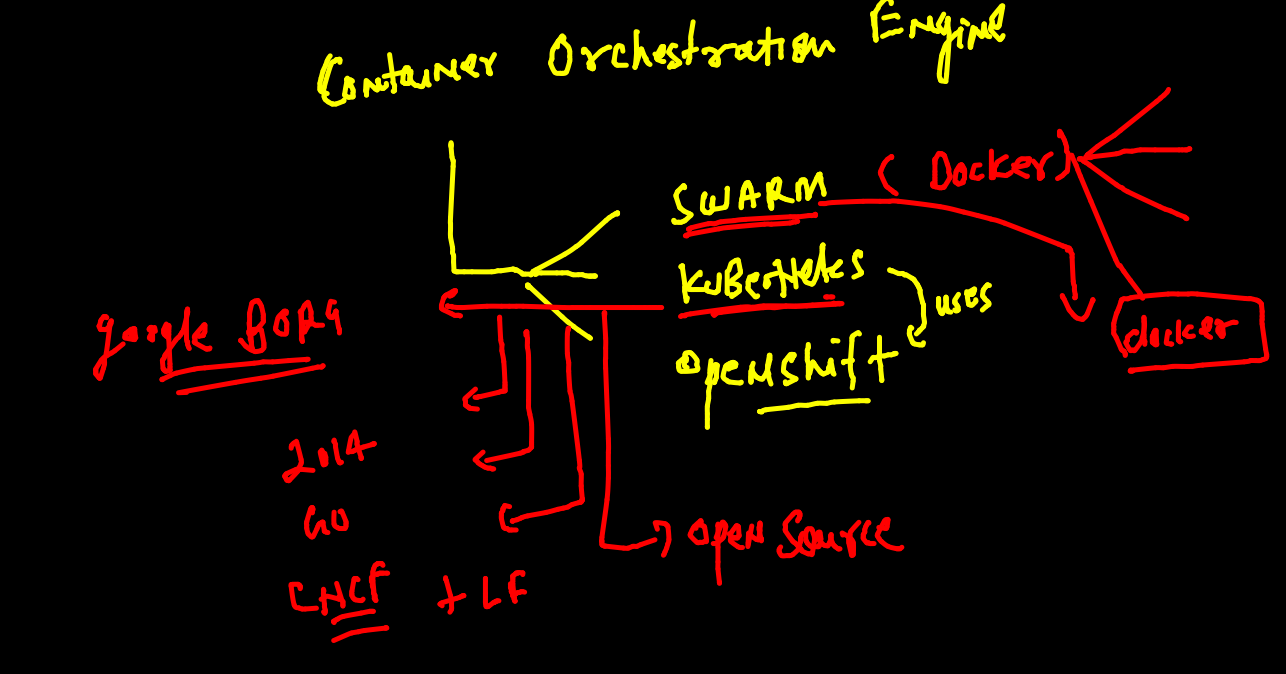 Container Orchestration Engine
SWARM (Docker)
KuBerNetes
uses
google BORG
docker
OpenShift
2014
GO
Open Source
CNCF + LF